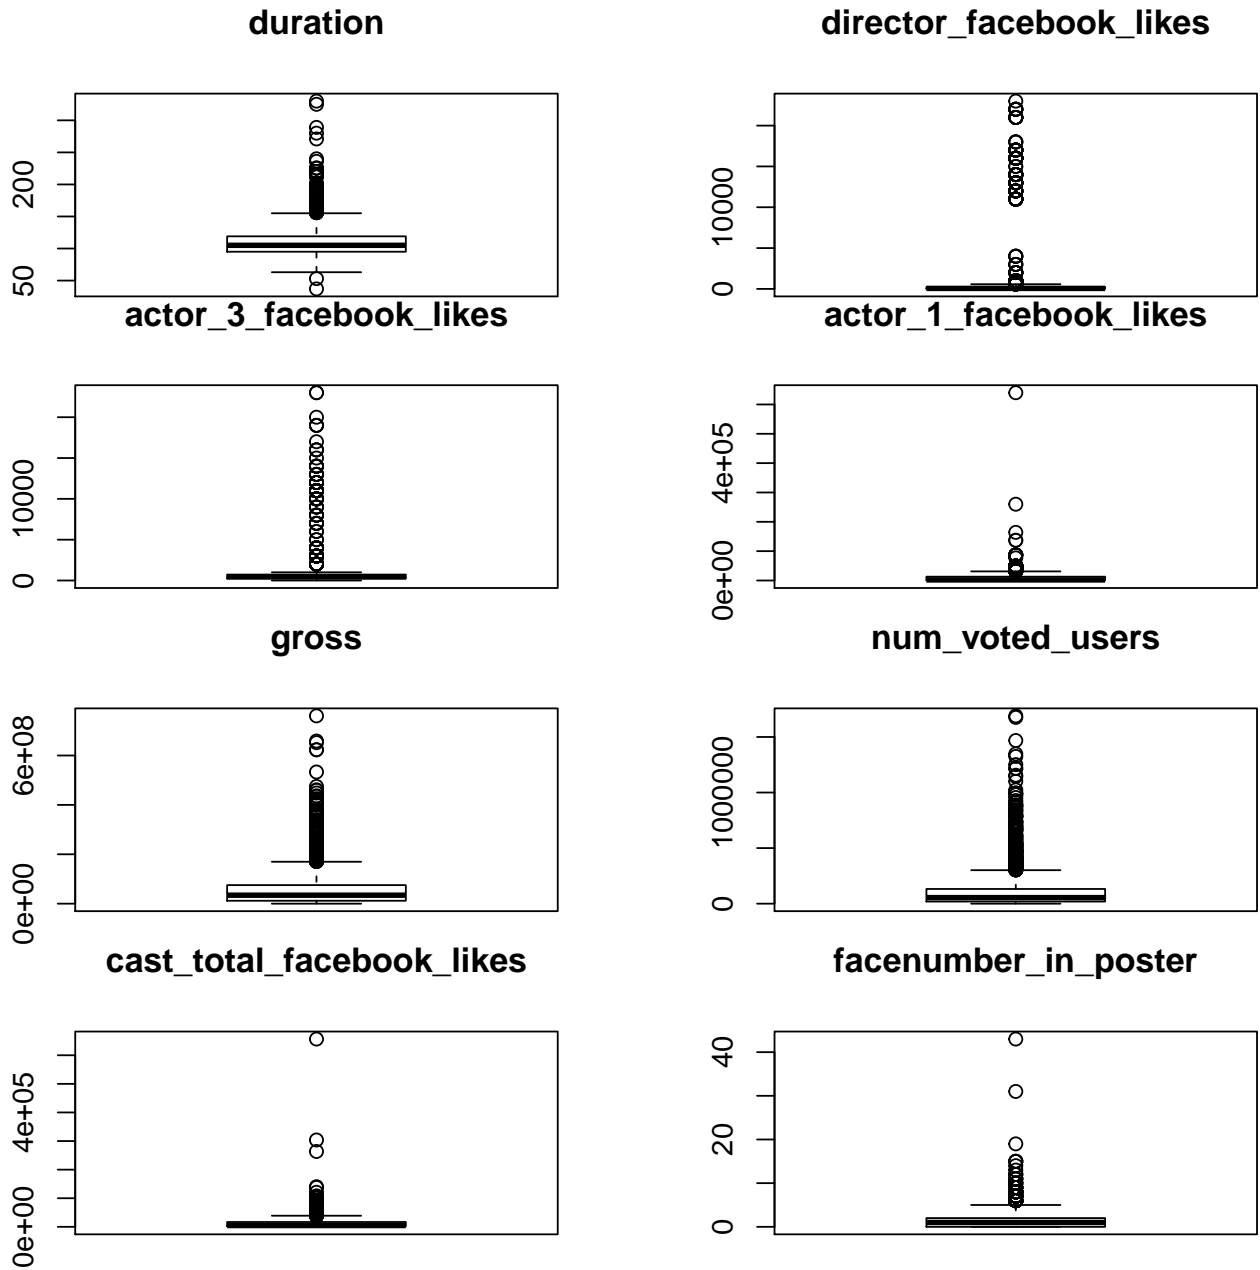 duration
director_facebook_likes
200
50
10000
0
actor_3_facebook_likes
actor_1_facebook_likes
10000
0
4e+05
0e+00
gross
num_voted_users
6e+08
0e+00
1000000
0
cast_total_facebook_likes
facenumber_in_poster
4e+05
0e+00
40
20
0